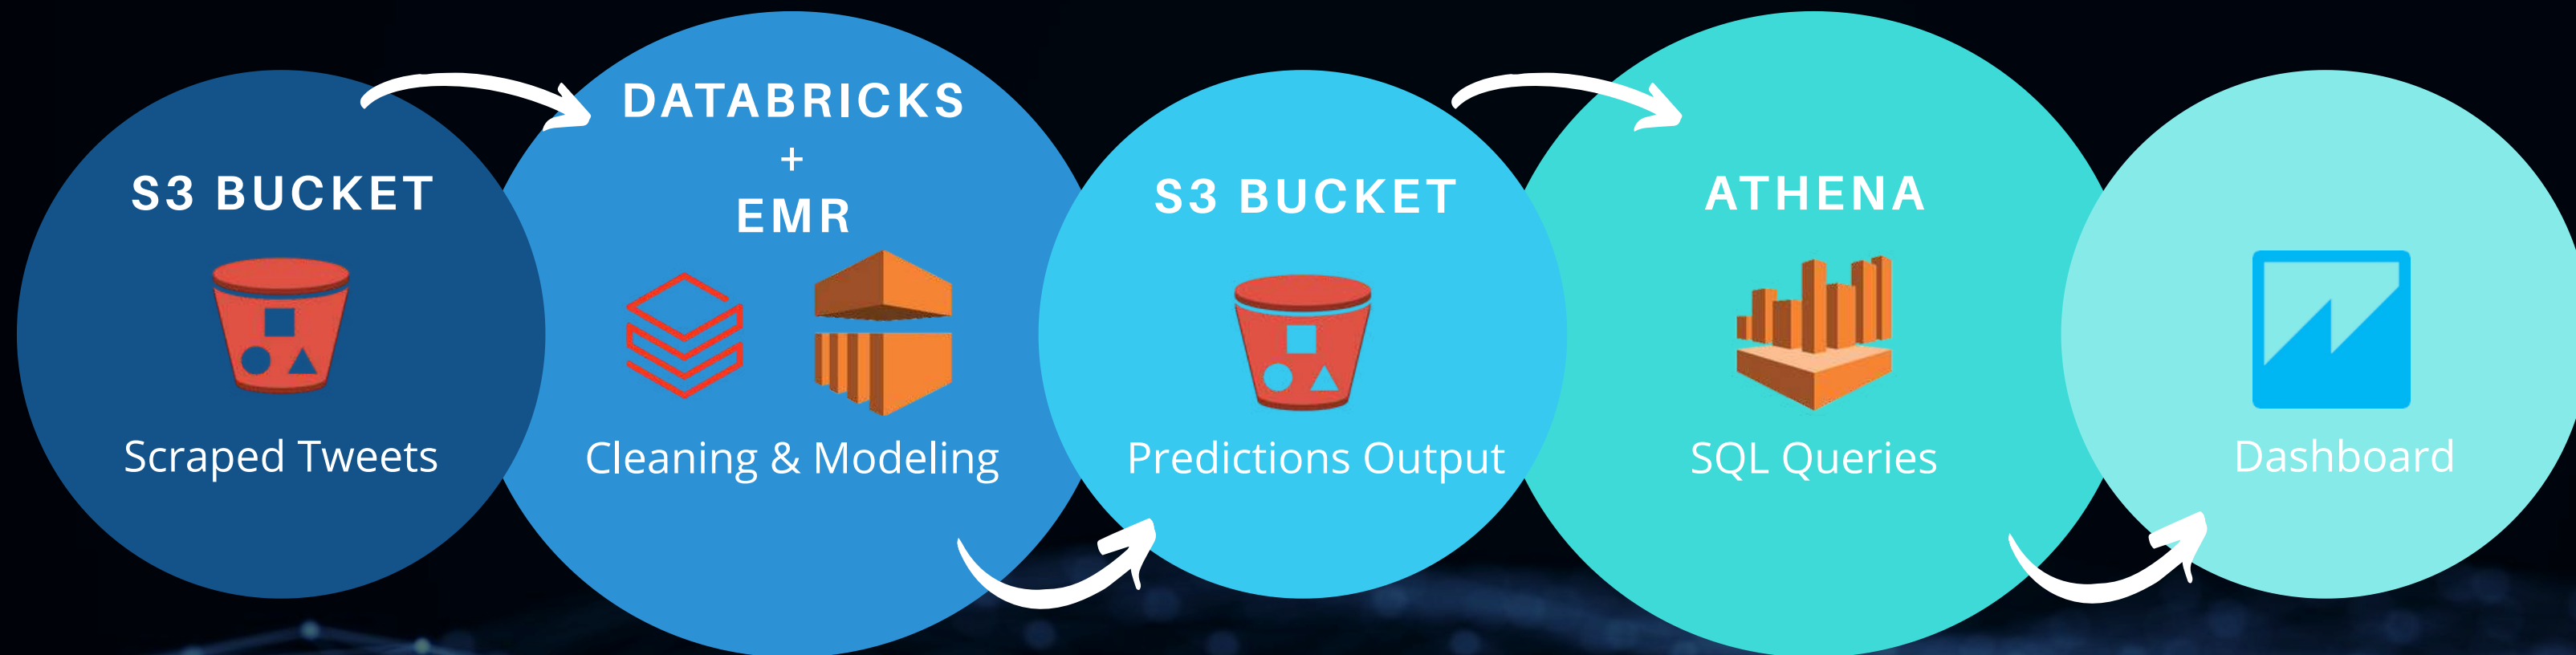 S3 BUCKET
Scraped Tweets
DATABRICKS
+
EMR
Cleaning & Modeling
S3 BUCKET
Predictions Output
ATHENA
SQL Queries
Dashboard